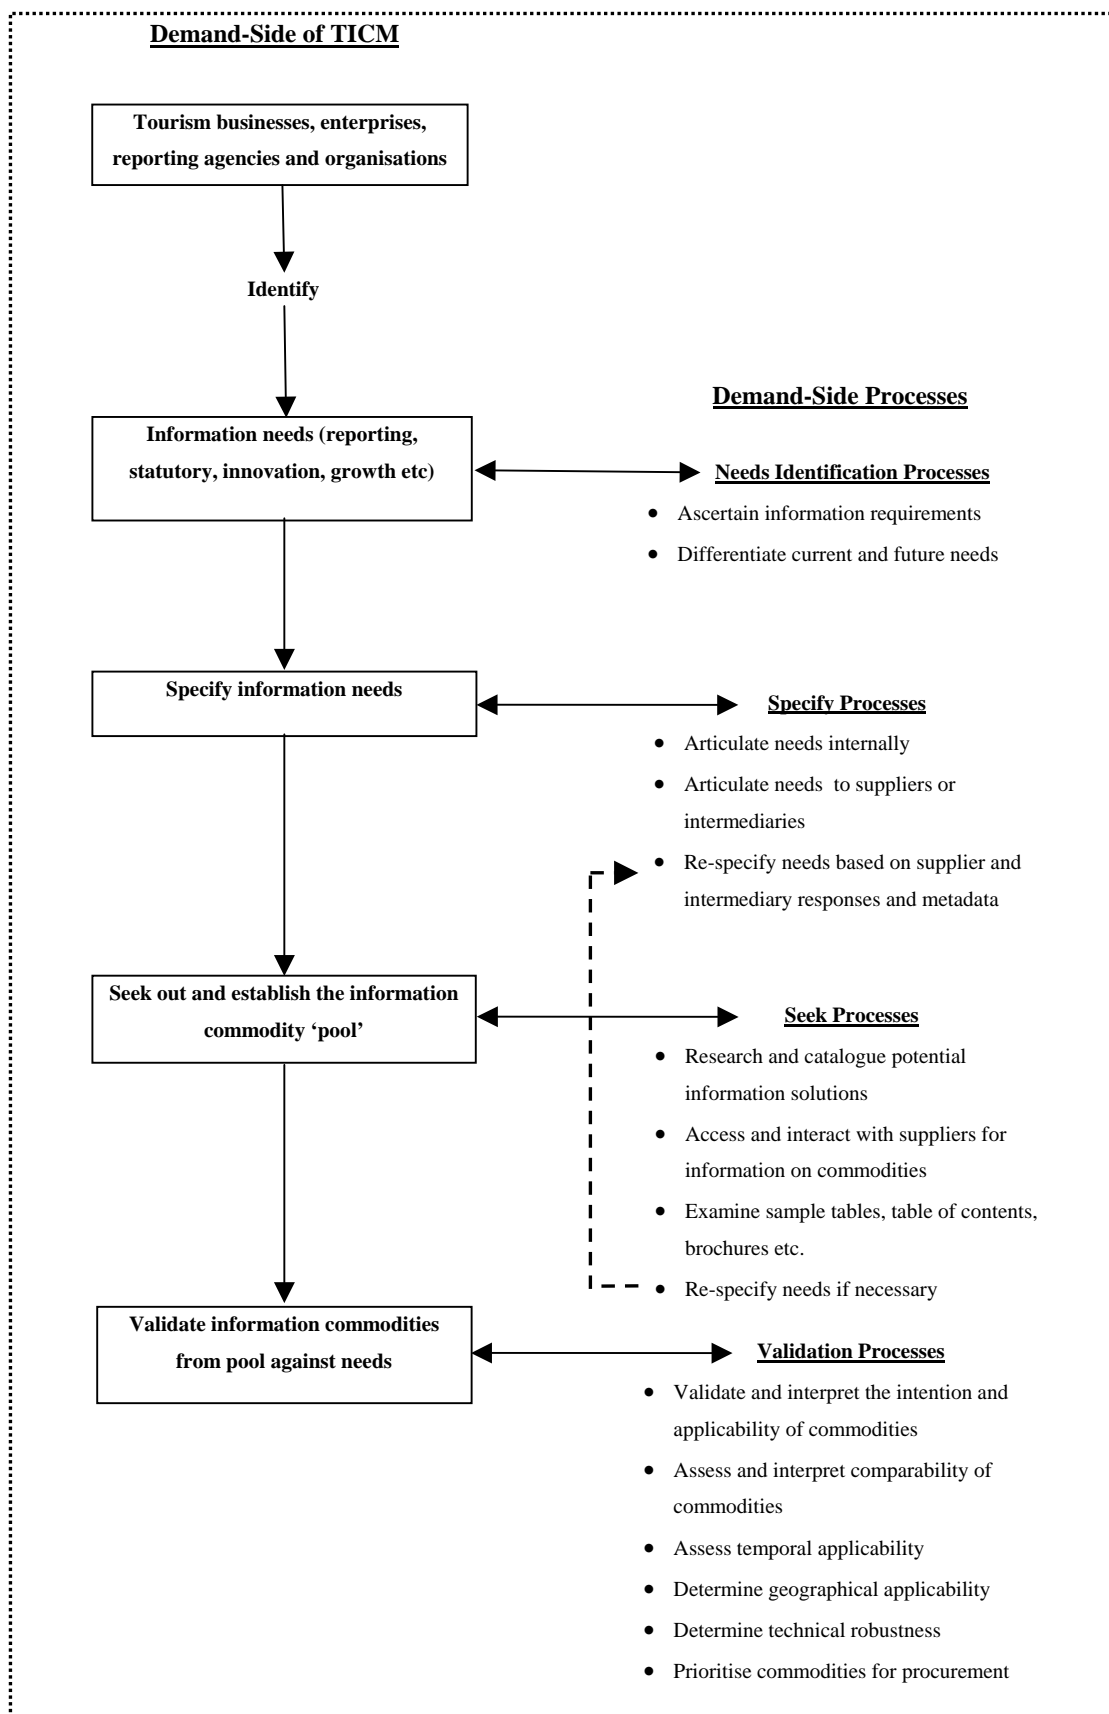 Demand-Side of TICM
Tourism businesses, enterprises,
reporting agencies and organisations
Identify
Demand-Side Processes
Information needs (reporting,
statutory, innovation, growth etc)
Needs Identification Processes
• Ascertain information requirements
• Differentiate current and future needs
Specify information needs
Specify Processes
• Articulate needs internally
• Articulate needs  to suppliers or
intermediaries
• Re-specify needs based on supplier and
intermediary responses and metadata
Seek out and establish the information
commodity ‘pool’
Seek Processes
• Research and catalogue potential
information solutions
• Access and interact with suppliers for
information on commodities
• Examine sample tables, table of contents,
brochures etc.
• Re-specify needs if necessary
Validate information commodities
from pool against needs
Validation Processes
• Validate and interpret the intention and
applicability of commodities
• Assess and interpret comparability of
commodities
• Assess temporal applicability
• Determine geographical applicability
• Determine technical robustness
• Prioritise commodities for procurement